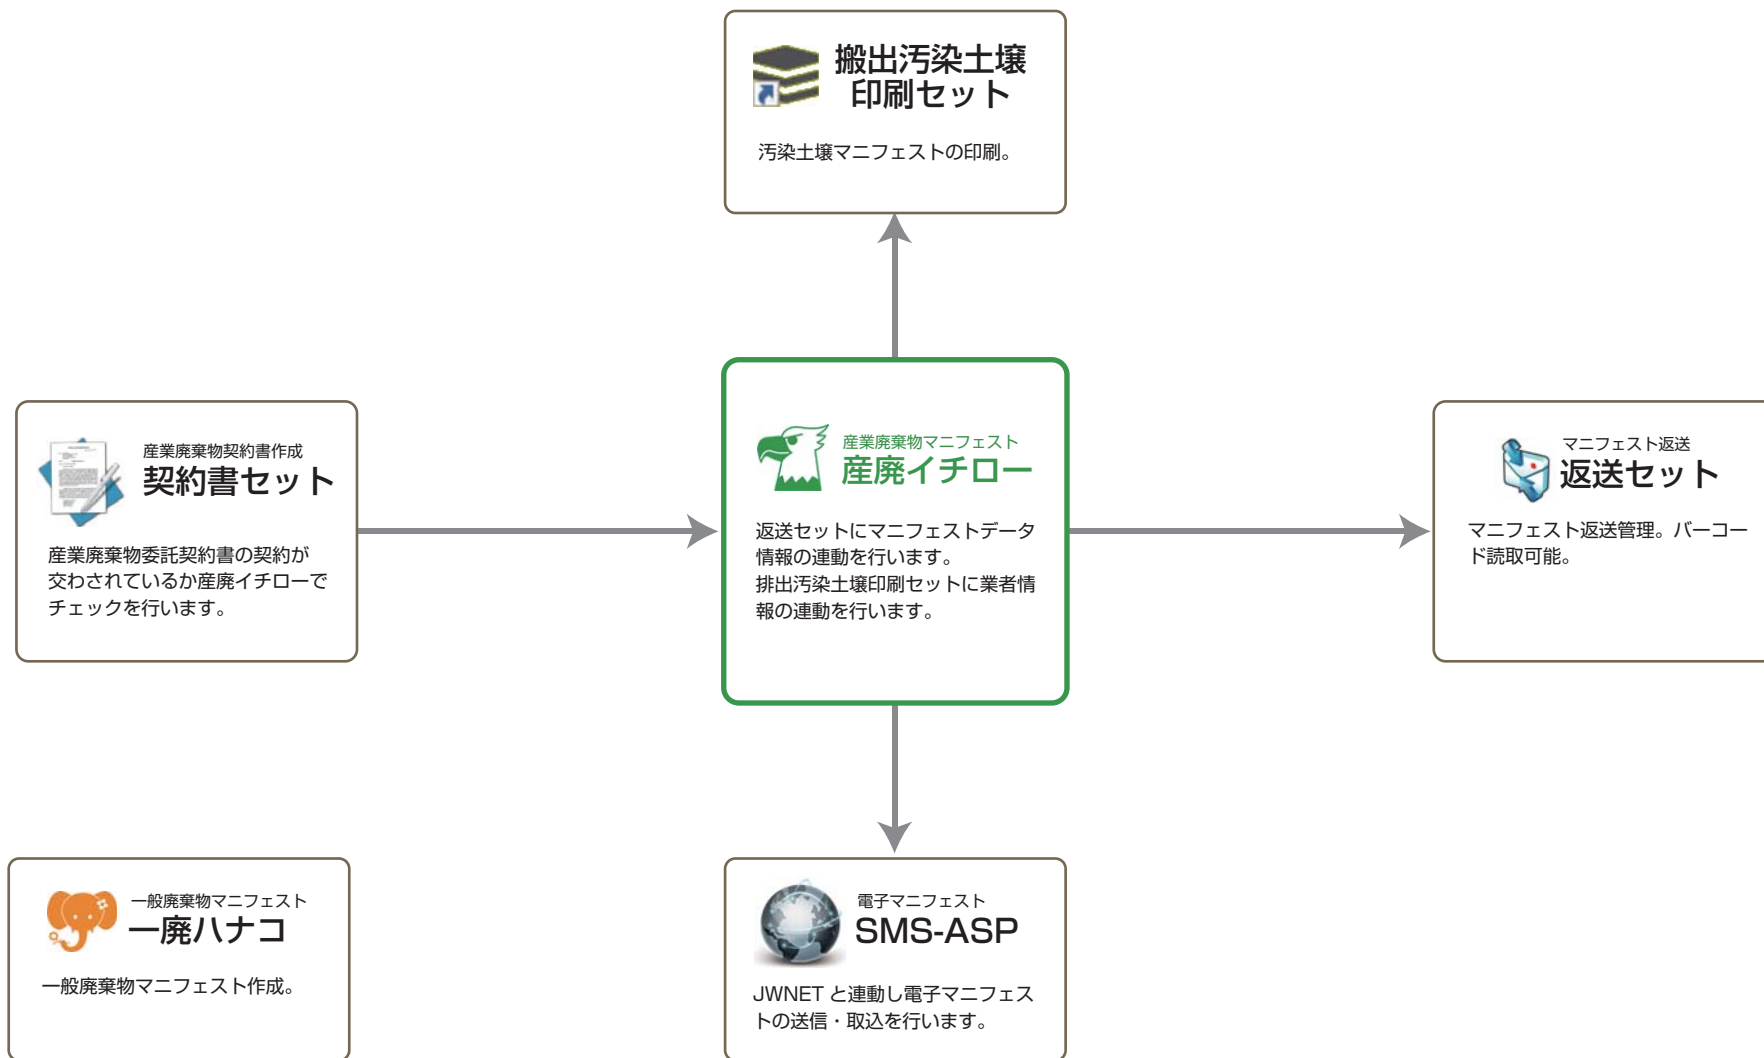 搬出汚染土壌
印刷セット
汚染土壌マニフェストの印刷。
産業廃棄物契約書作成
契約書セット
産業廃棄物委託契約書の契約が
交わされているか産廃イチローで
チェックを行います。
産業廃棄物マニフェスト
産廃イチロー
返送セットにマニフェストデータ
情報の連動を行います。
排出汚染土壌印刷セットに業者情
報の連動を行います。
マニフェスト返送
返送セット
マニフェスト返送管理。バーコー
ド読取可能。
一般廃棄物マニフェスト
一廃ハナコ
一般廃棄物マニフェスト作成。
電子マニフェスト
SMS-ASP
JWNET と連動し電子マニフェス
トの送信・取込を行います。